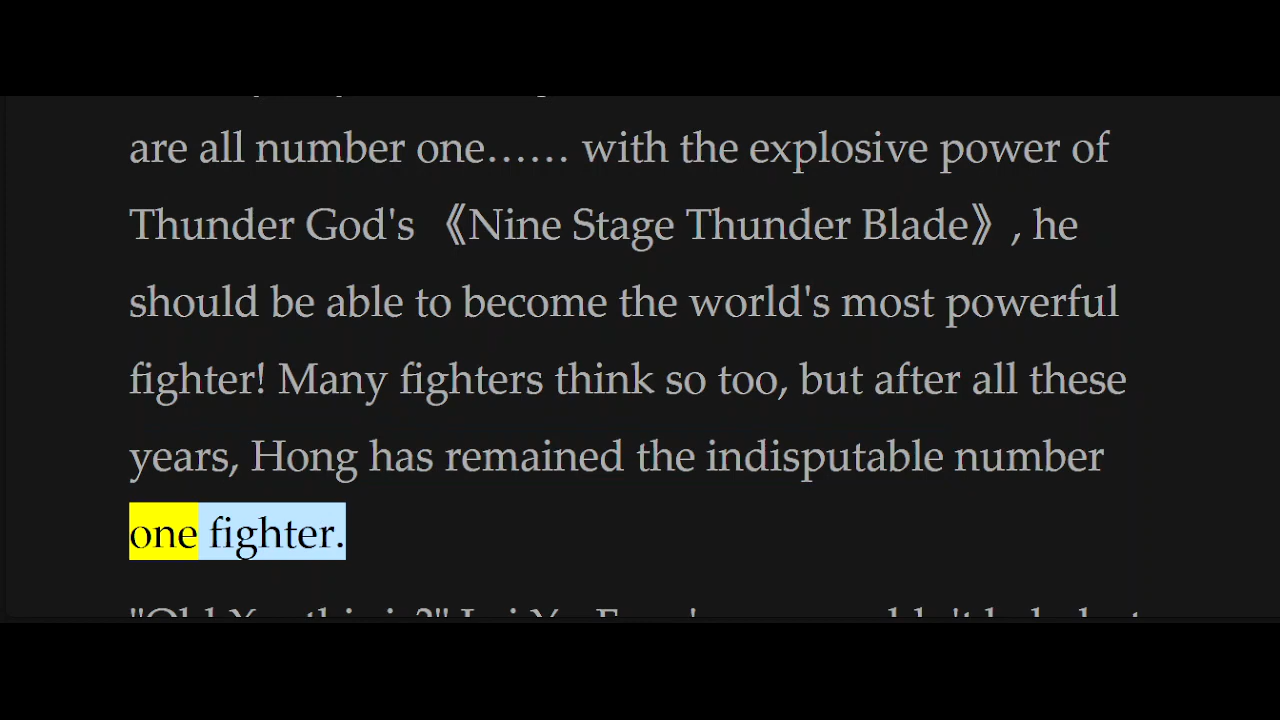 are all number one…… with the explosive power of
Thunder God's 《Nine Stage Thunder Blade》, he
should be able to become the world's most powerful
fighter! Many fighters think so too, but after all these
years, Hong has remained the indisputable number
one fighter.